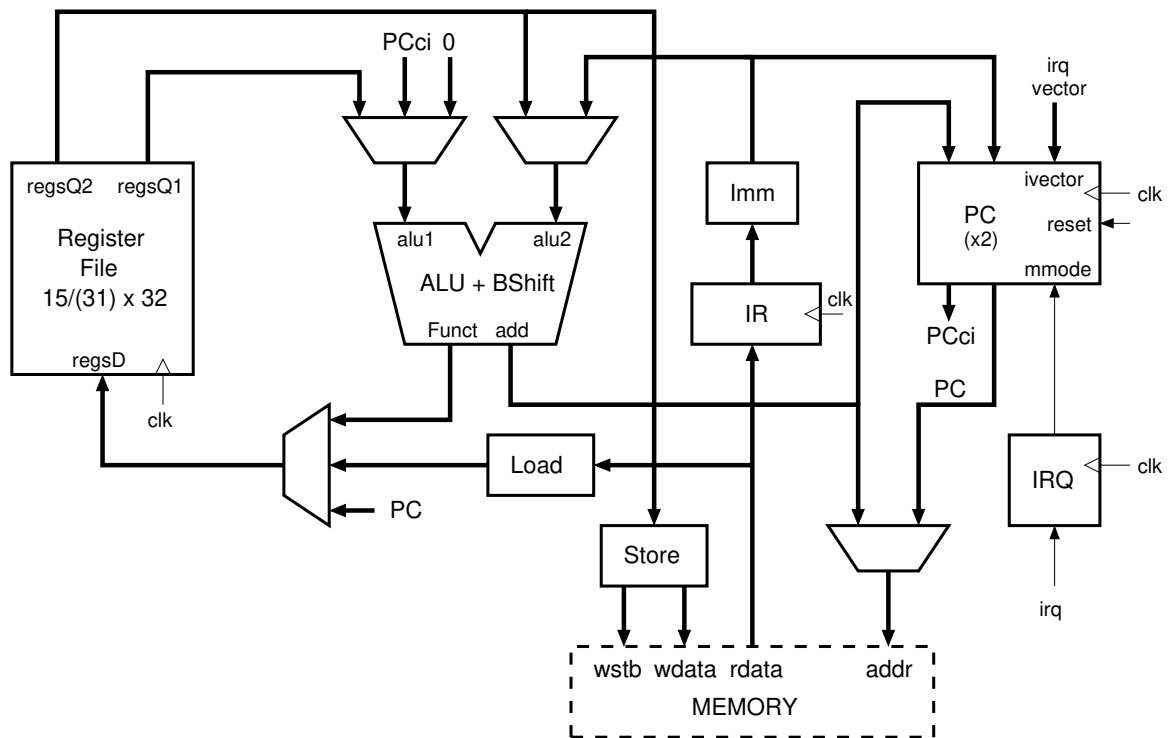 PCci 0
irq
vector
regsQ2 regsQ1
Register
File
15/(31) x 32
regsD
clk
alu1 alu2
ALU + BShift
Funct add
Imm
IR
clk
ivector
clk
PC
(x2)
reset
mmode
PCci
PC
Load
PC
IRQ
clk
irq
Store
wstb wdata rdata addr
MEMORY